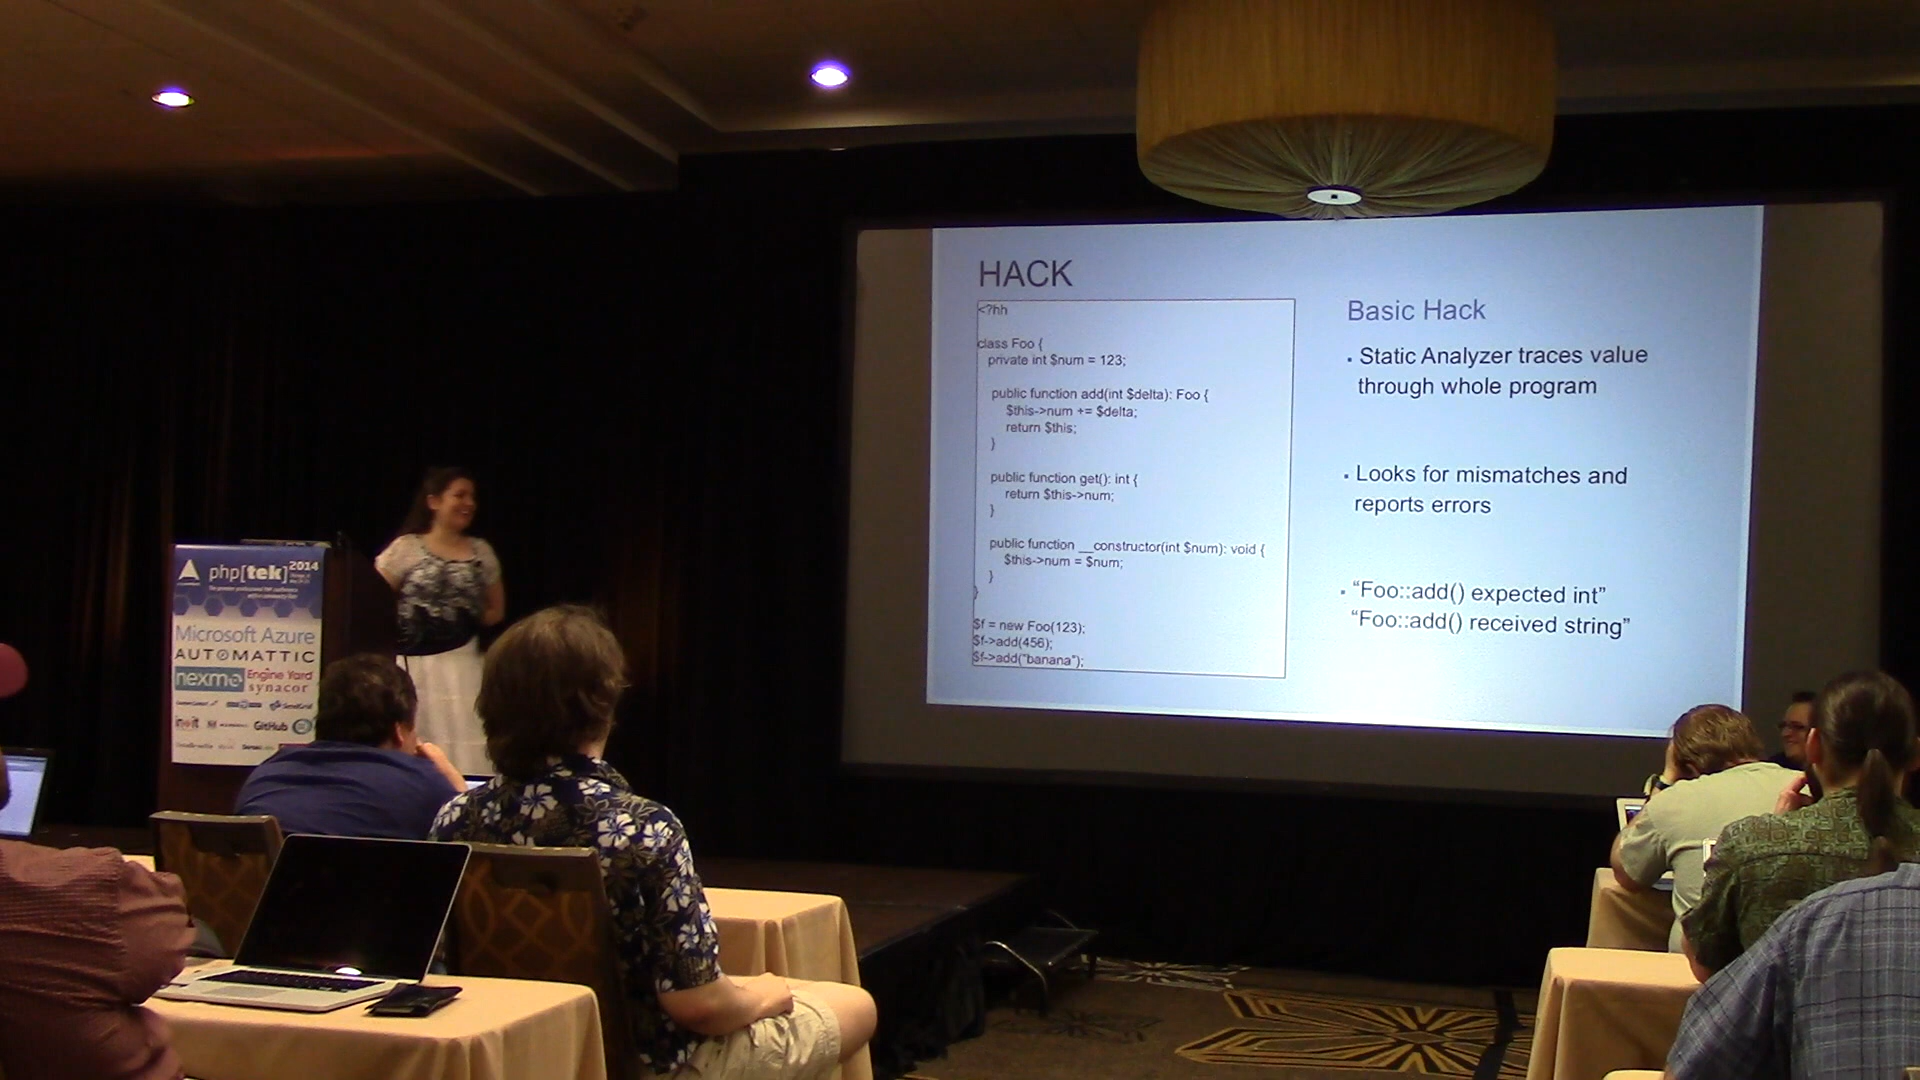 HACK
<?hh
class Foo {
private int $num = 123;
public function add(int $delta): Foo {
$this->num += $delta;
return $this;
}
public function get(): int {
return $this->num;
}
public function __constructor(int $num): void {
$this->num = $num;
}
}
$f = new Foo(123);
$f->add(456);
$f->add("banana");
Basic Hack
▪ Static Analyzer traces value
through whole program
▪ Looks for mismatches and
reports errors
▪ “Foo::add() expected int”
“Foo::add() received string”
php[tek] 2014
Microsoft Azure
AUTOMATTIC
nexmo Engine Yard
synacor
GitHub